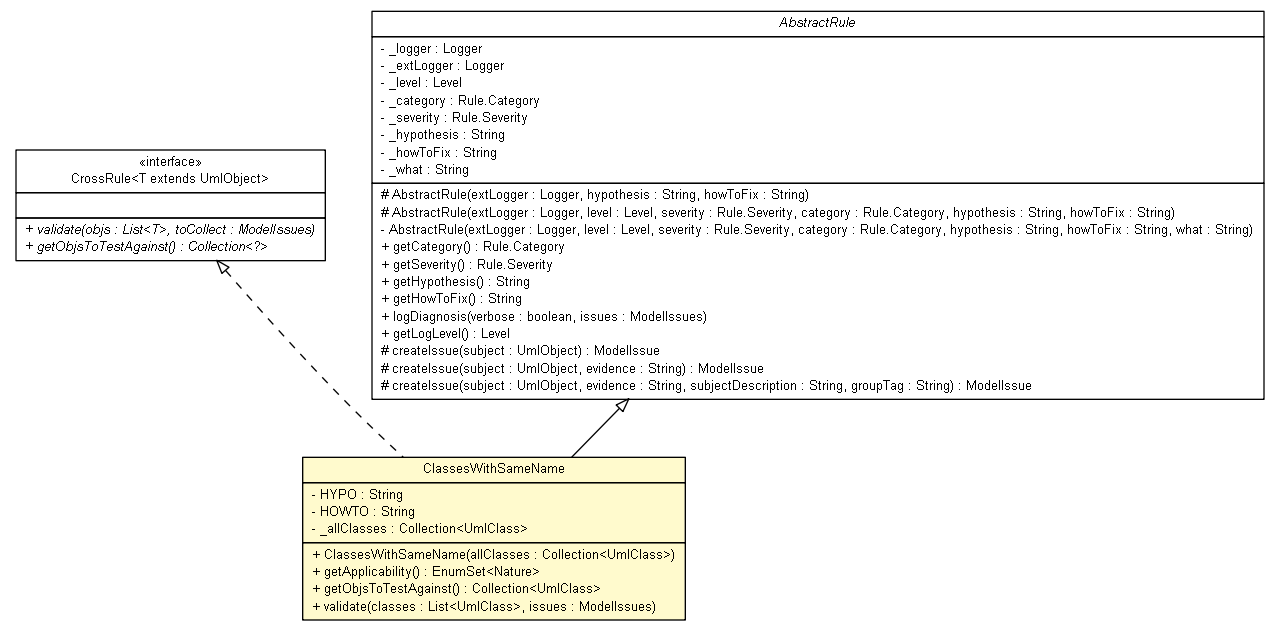 AbstractRule
- _logger : Logger
- _extLogger : Logger
- _level : Level
- _category : Rule.Category
- _severity : Rule.Severity
- _hypothesis : String
- _howToFix : String
- _what : String
# AbstractRule(extLogger : Logger, hypothesis : String, howToFix : String)
# AbstractRule(extLogger : Logger, level : Level, severity : Rule.Severity, category : Rule.Category, hypothesis : String, howToFix : String)
- AbstractRule(extLogger : Logger, level : Level, severity : Rule.Severity, category : Rule.Category, hypothesis : String, howToFix : String, what : String)
+ getCategory() : Rule.Category
+ getSeverity() : Rule.Severity
+ getHypothesis() : String
+ getHowToFix() : String
+ logDiagnosis(verbose : boolean, issues : ModelIssues)
+ getLogLevel() : Level
# createIssue(subject : UmlObject) : ModelIssue
# createIssue(subject : UmlObject, evidence : String) : ModelIssue
# createIssue(subject : UmlObject, evidence : String, subjectDescription : String, groupTag : String) : ModelIssue
«interface»
CrossRule<T extends UmlObject>
+ validate(objs : List<T>, toCollect : ModelIssues)
+ getObjsToTestAgainst() : Collection<?>
ClassesWithSameName
- HYPO : String
- HOWTO : String
- _allClasses : Collection<UmlClass>
+ ClassesWithSameName(allClasses : Collection<UmlClass>)
+ getApplicability() : EnumSet<Nature>
+ getObjsToTestAgainst() : Collection<UmlClass>
+ validate(classes : List<UmlClass>, issues : ModelIssues)